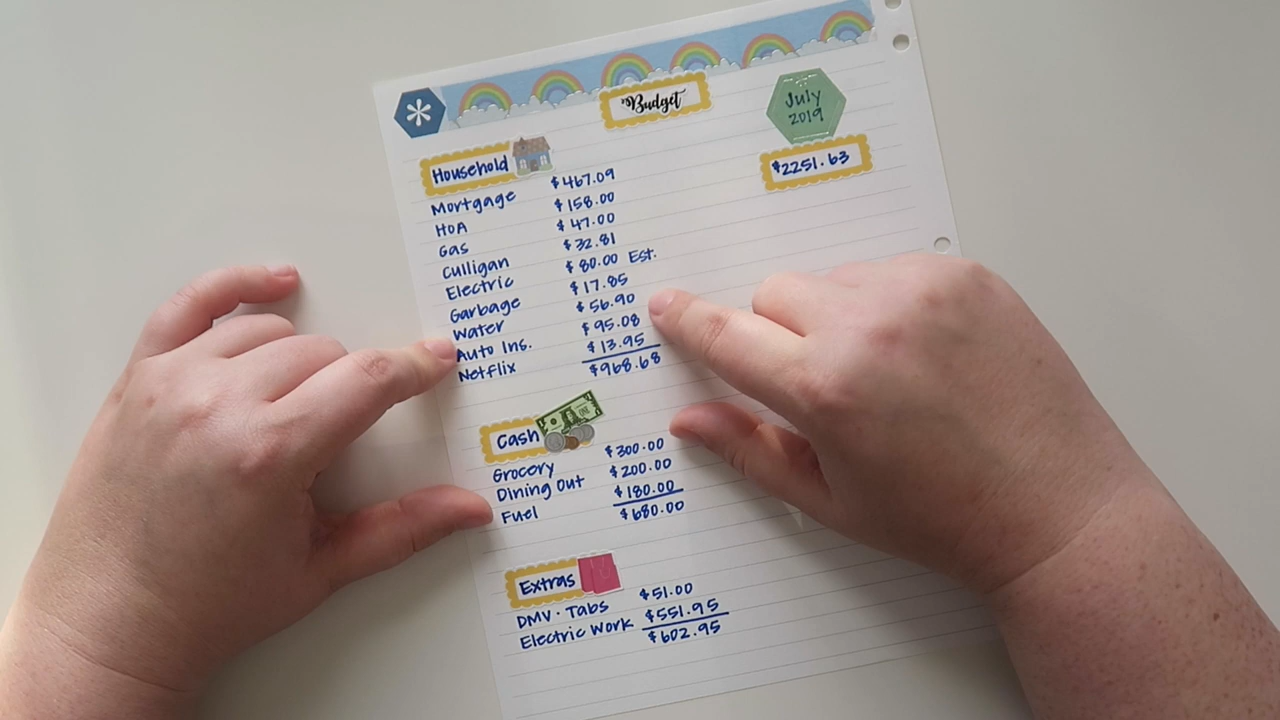 Budget
July
2019
$2251.63
Household
Mortgage $467.09
HOA $158.00
Gas $47.00
Culligan $32.81
Electric $80.00 Est.
Garbage $17.85
Water $56.90
Auto Ins. $95.08
Netflix $13.95
$968.68
Cash
Grocery $300.00
Dining Out $200.00
Fuel $180.00
$680.00
Extras
DMV - Tabs $51.00
Electric Work $551.95
$602.95